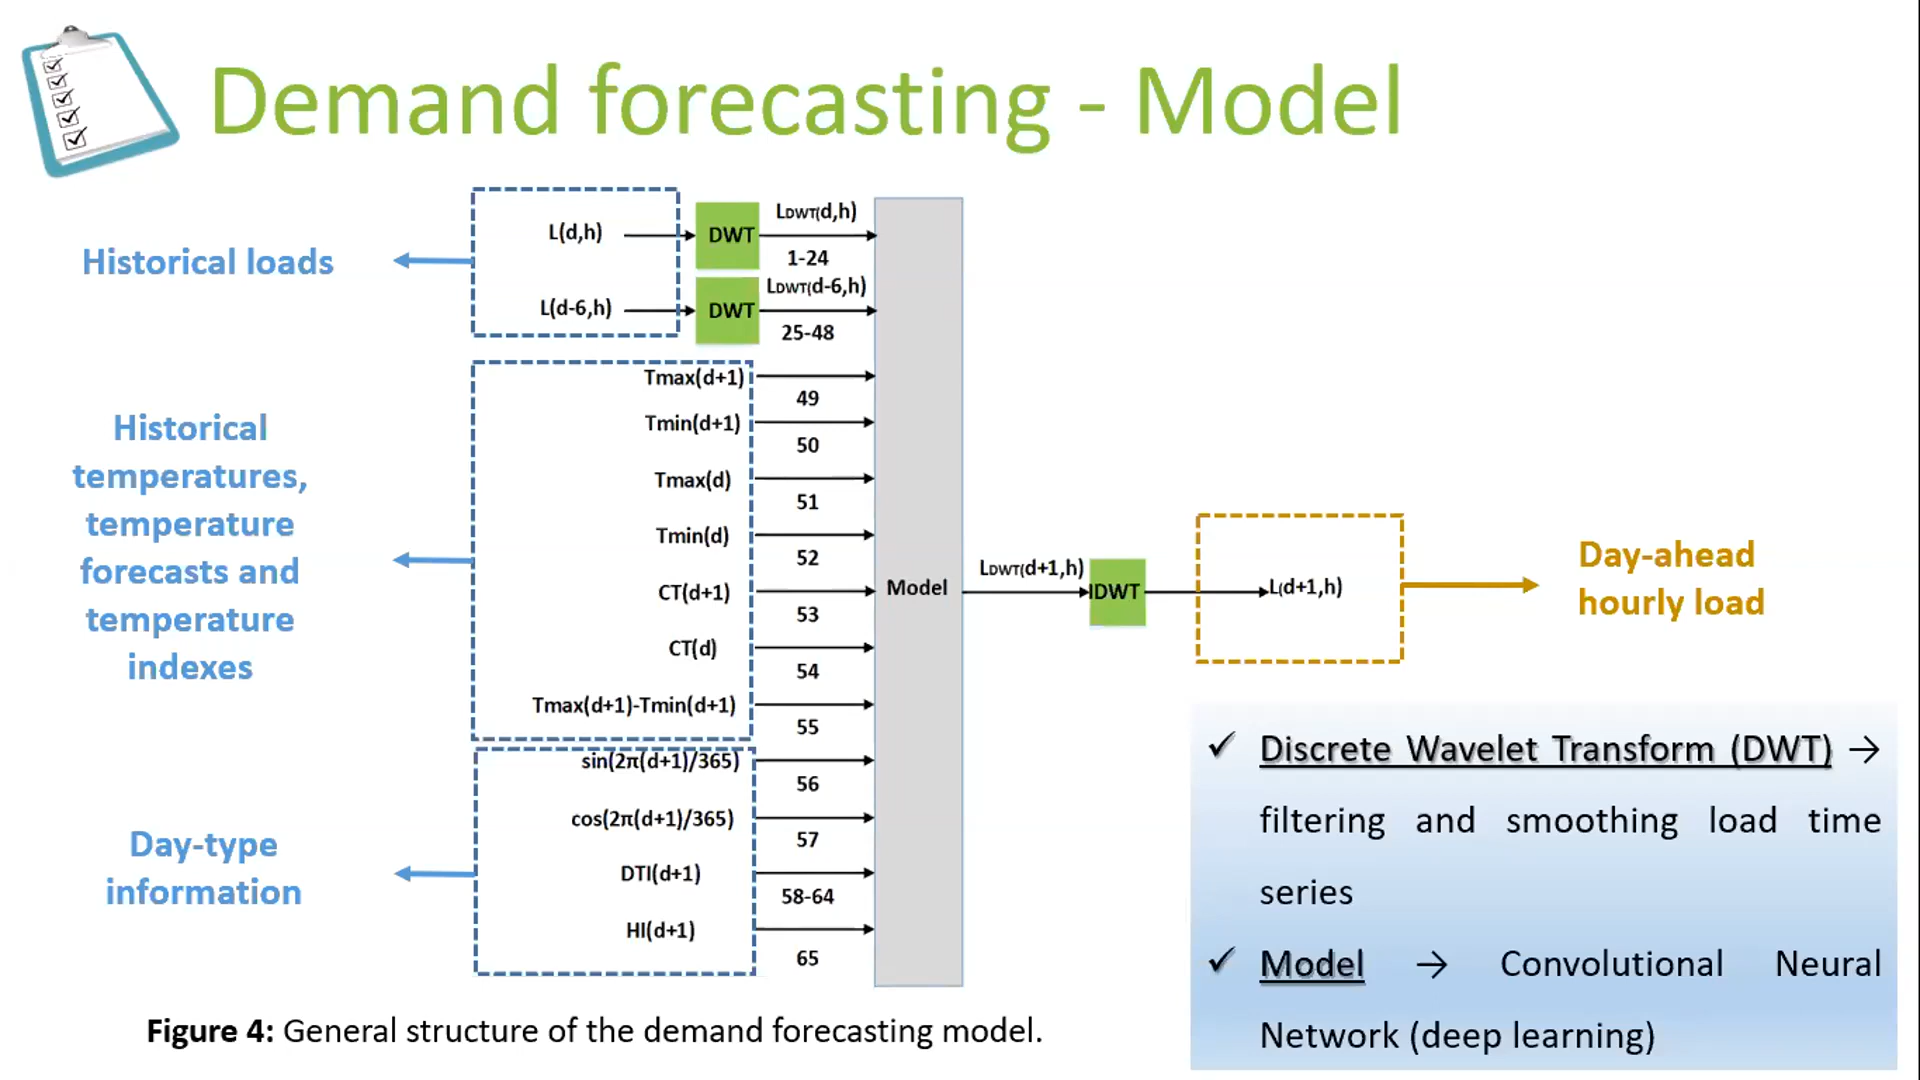 Demand forecasting - Model
Historical loads
L(d,h)
DWT
LDWT(d,h)
1-24
L(d-6,h)
DWT
LDWT(d-6,h)
25-48
Historical
temperatures,
temperature
forecasts and
temperature
indexes
Tmax(d+1)
49
Tmin(d+1)
50
Tmax(d)
51
Tmin(d)
52
CT(d+1)
53
CT(d)
54
Tmax(d+1)-Tmin(d+1)
55
Day-type
information
sin(2π(d+1)/365)
56
cos(2π(d+1)/365)
57
DTI(d+1)
58-64
HI(d+1)
65
Model
LDWT(d+1,h)
IDWT
L(d+1,h)
Day-ahead
hourly load
✓ Discrete Wavelet Transform (DWT) →
filtering and smoothing load time
series
✓ Model → Convolutional Neural
Network (deep learning)
Figure 4: General structure of the demand forecasting model.